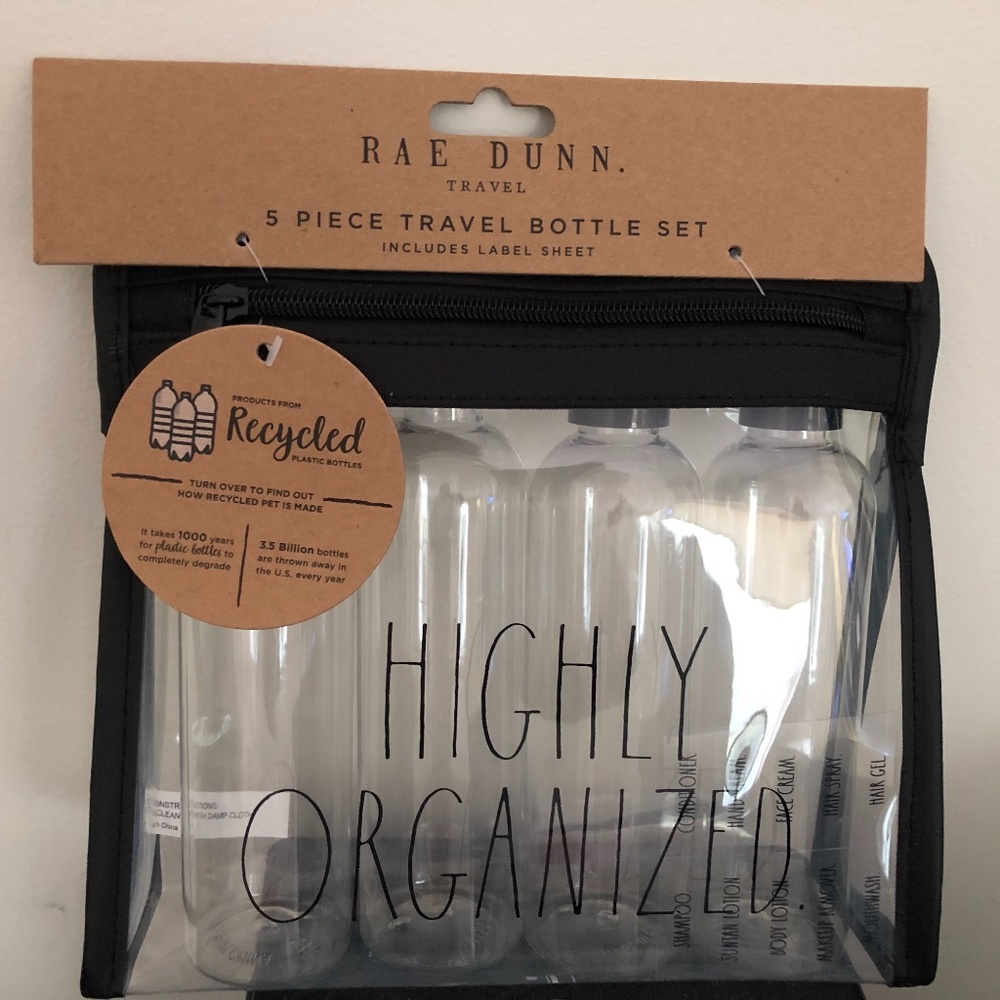 RAE DUNN.
TRAVEL
5 PIECE TRAVEL BOTTLE SET
INCLUDES LABEL SHEET
PRODUCTS FROM
Recycled
PLASTIC BOTTLES
TURN OVER TO FIND OUT
HOW RECYCLED PET IS MADE
It takes 1000 years
for plastic bottles to
completely degrade
3.5 Billion bottles
are thrown away in
the U.S. every year
HIGHLY
ORGANIZED.
CONDITIONER
HAND CREAM
FACE CREAM
HAIR SPRAY
HAIR GEL
SHAMPOO
SUNTAN LOTION
BODY LOTION
MAKEUP REMOVER
MOUTHWASH
DAMP CLOTH
China